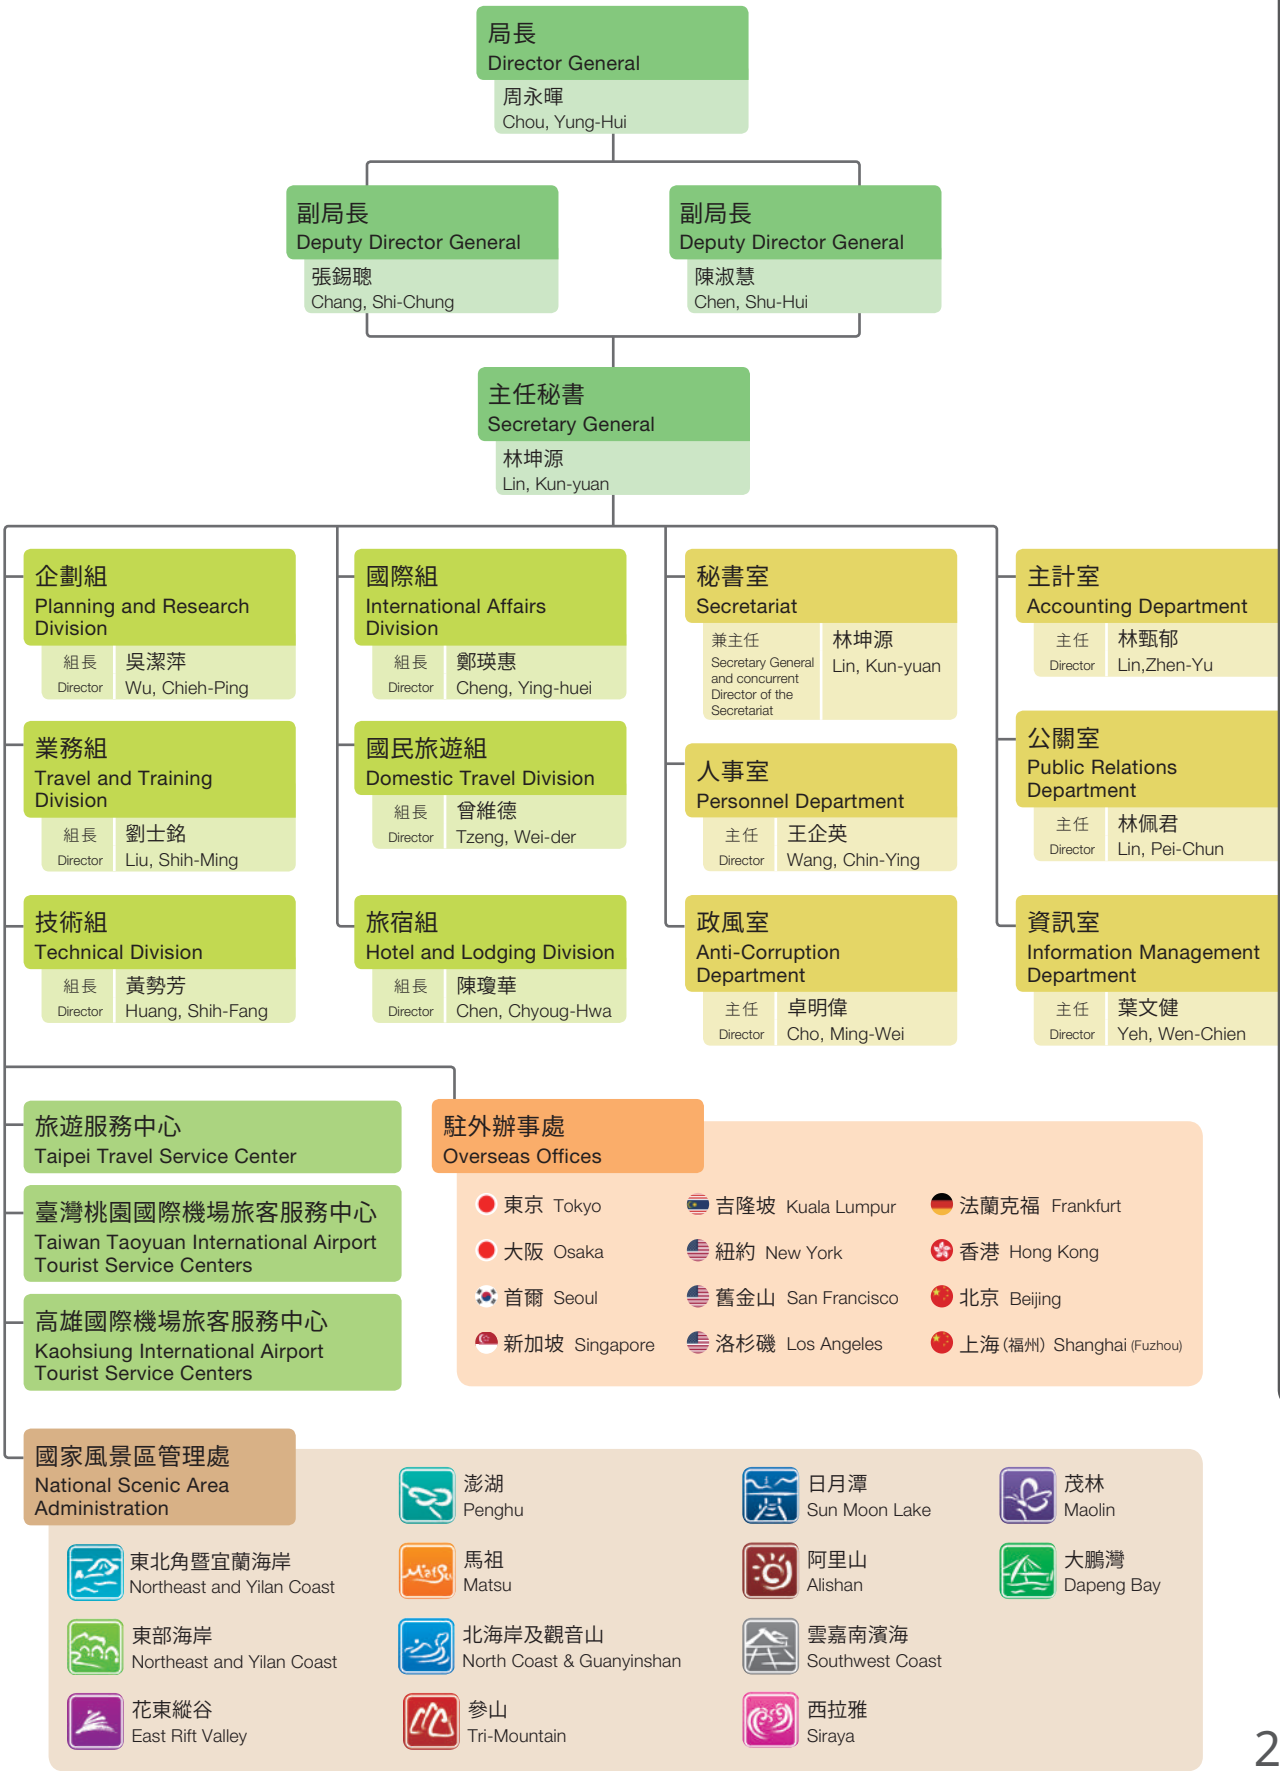 局長
Director General
周永暉
Chou, Yung-Hui
副局長
Deputy Director General
張錫聰
Chang, Shi-Chung
副局長
Deputy Director General
陳淑慧
Chen, Shu-Hui
主任秘書
Secretary General
林坤源
Lin, Kun-yuan
企劃組
Planning and Research
Division
組長 吳潔萍
Director Wu, Chieh-Ping
業務組
Travel and Training
Division
組長 劉士銘
Director Liu, Shih-Ming
技術組
Technical Division
組長 黃勢芳
Director Huang, Shih-Fang
國際組
International Affairs
Division
組長 鄭瑛惠
Director Cheng, Ying-huei
國民旅遊組
Domestic Travel Division
組長 曾維德
Director Tzeng, Wei-der
旅宿組
Hotel and Lodging Division
組長 陳瓊華
Director Chen, Chyoug-Hwa
秘書室
Secretariat
兼主任
Secretary General
and concurrent
Director of the
Secretariat
林坤源
Lin, Kun-yuan
人事室
Personnel Department
主任 王企英
Director Wang, Chin-Ying
政風室
Anti-Corruption
Department
主任 卓明偉
Director Cho, Ming-Wei
主計室
Accounting Department
主任 林甄郁
Director Lin,Zhen-Yu
公關室
Public Relations
Department
主任 林佩君
Director Lin, Pei-Chun
資訊室
Information Management
Department
主任 葉文健
Director Yeh, Wen-Chien
旅遊服務中心
Taipei Travel Service Center
臺灣桃園國際機場旅客服務中心
Taiwan Taoyuan International Airport
Tourist Service Centers
高雄國際機場旅客服務中心
Kaohsiung International Airport
Tourist Service Centers
駐外辦事處
Overseas Offices
東京 Tokyo
大阪 Osaka
首爾 Seoul
新加坡 Singapore
吉隆坡 Kuala Lumpur
紐約 New York
舊金山 San Francisco
洛杉磯 Los Angeles
法蘭克福 Frankfurt
香港 Hong Kong
北京 Beijing
上海(福州) Shanghai (Fuzhou)
國家風景區管理處
National Scenic Area
Administration
東北角暨宜蘭海岸
Northeast and Yilan Coast
東部海岸
Northeast and Yilan Coast
花東縱谷
East Rift Valley
澎湖
Penghu
Matsu
馬祖
Matsu
北海岸及觀音山
North Coast & Guanyinshan
參山
Tri-Mountain
日月潭
Sun Moon Lake
阿里山
Alishan
雲嘉南濱海
Southwest Coast
西拉雅
Siraya
茂林
Maolin
大鵬灣
Dapeng Bay
2